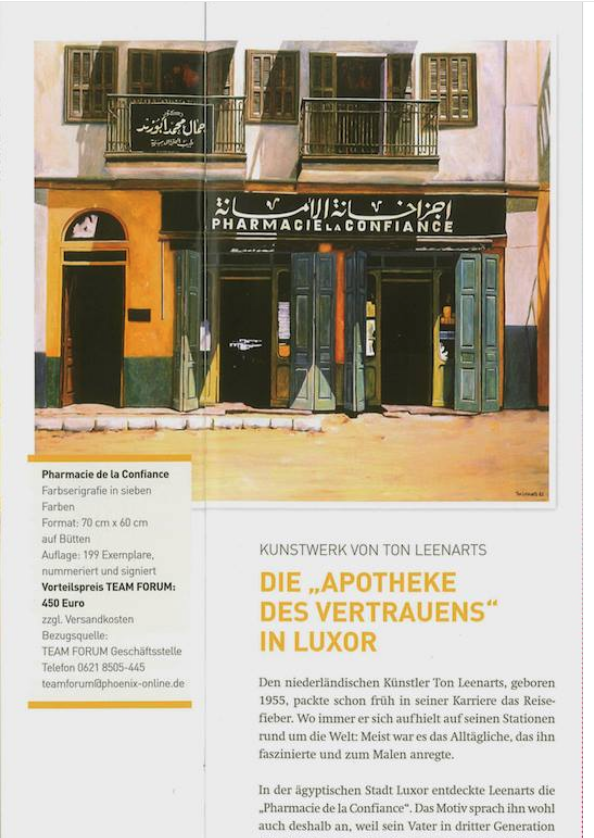 دكتور
جمال محمد ابوزيد
اجزاخانة الامانة
PHARMACIE LA CONFIANCE
Pharmacie de la Confiance
Farbserigrafie in sieben
Farben
Format: 70 cm x 60 cm
auf Bütten
Auflage: 199 Exemplare,
nummeriert und signiert
Vorteilspreis TEAM FORUM:
450 Euro
zzgl. Versandkosten
Bezugsquelle:
TEAM FORUM Geschäftsstelle
Telefon 0621 8505-445
teamforum@phoenix-online.de
KUNSTWERK VON TON LEENARTS
DIE „APOTHEKE
DES VERTRAUENS“
IN LUXOR
Den niederländischen Künstler Ton Leenarts, geboren
1955, packte schon früh in seiner Karriere das Reise-
fieber. Wo immer er sich aufhielt auf seinen Stationen
rund um die Welt: Meist war es das Alltägliche, das ihn
faszinierte und zum Malen anregte.
In der ägyptischen Stadt Luxor entdeckte Leenarts die
„Pharmacie de la Confiance“. Das Motiv sprach ihn wohl
auch deshalb an, weil sein Vater in dritter Generation